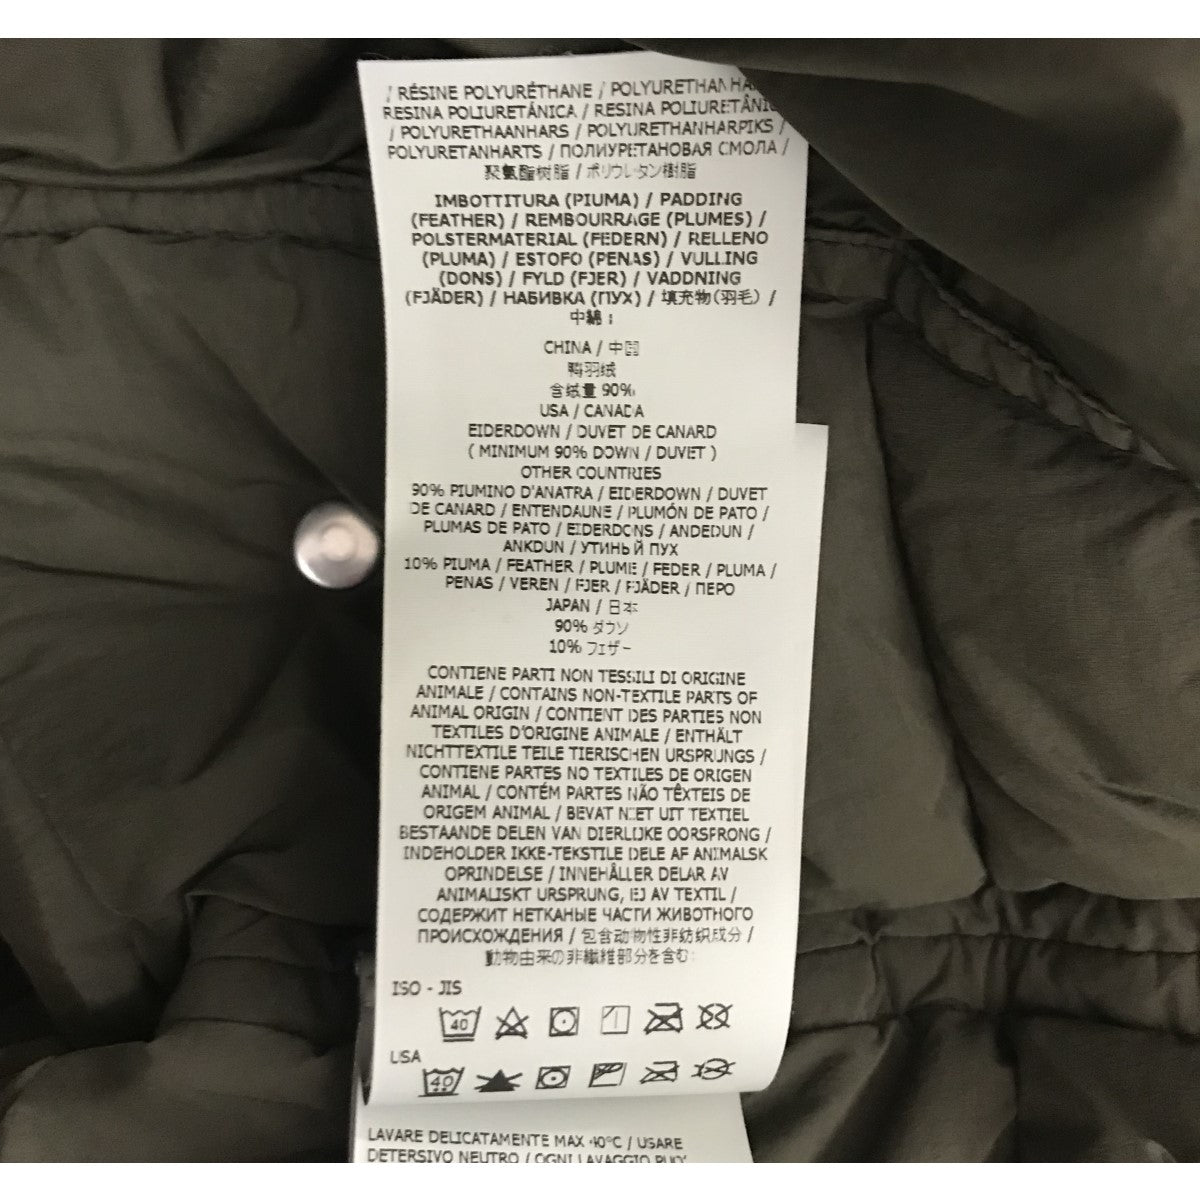 / RÉSINE POLYURÉTHANE / POLYURETHANHA
RESINA POLIURETÁNICA / RESINA POLIURETÂNIC
/ POLYURETHAANHARS / POLYURETHANHARPIKS /
POLYURETANHARTS / ПОЛИУРЕТАНОВАЯ СМОЛА /
聚氨酯树脂 / ポリウレタン樹脂
IMBOTTITURA (PIUMA) / PADDING
(FEATHER) / REMBOURRAGE (PLUMES) /
POLSTERMATERIAL (FEDERN) / RELLENO
(PLUMA) / ESTOFO (PENAS) / VULLING
(DONS) / FYLD (FJER) / VADDNING
(FJÄDER) / НАБИВКА (ПУХ) / 填充物(羽毛) /
中綿 :
CHINA / 中国
鸭羽绒
含绒量 90%
USA / CANADA
EIDERDOWN / DUVET DE CANARD
( MINIMUM 90% DOWN / DUVET )
OTHER COUNTRIES
90% PIUMINO D'ANATRA / EIDERDOWN / DUVET
DE CANARD / ENTENDAUNE / PLUMÓN DE PATO /
PLUMAS DE PATO / EIDERDONS / ANDEDUN /
ANKDUN / УТИНЫЙ ПУХ
10% PIUMA / FEATHER / PLUME / FEDER / PLUMA /
PENAS / VEREN / FJER / FJÄDER / ПЕРО
JAPAN / 日本
90% ダウン
10% フェザー
CONTIENE PARTI NON TESSILI DI ORIGINE
ANIMALE / CONTAINS NON-TEXTILE PARTS OF
ANIMAL ORIGIN / CONTIENT DES PARTIES NON
TEXTILES D'ORIGINE ANIMALE / ENTHÄLT
NICHTTEXTILE TEILE TIERISCHEN URSPRUNGS /
CONTIENE PARTES NO TEXTILES DE ORIGEN
ANIMAL / CONTÉM PARTES NÃO TÊXTEIS DE
ORIGEM ANIMAL / BEVAT NIET UIT TEXTIEL
BESTAANDE DELEN VAN DIERLIJKE OORSPRONG /
INDEHOLDER IKKE-TEKSTILE DELE AF ANIMALSK
OPRINDELSE / INNEHÅLLER DELAR AV
ANIMALISKT URSPRUNG, EJ AV TEXTIL /
СОДЕРЖИТ НЕТКАНЫЕ ЧАСТИ ЖИВОТНОГО
ПРОИСХОЖДЕНИЯ / 包含动物性非纺织成分 /
動物由来の非繊維部分を含む
ISO - JIS
40
USA
40
LAVARE DELICATAMENTE MAX 40°C / USARE
DETERSIVO NEUTRO / OGNI LAVAGGIO PUO'